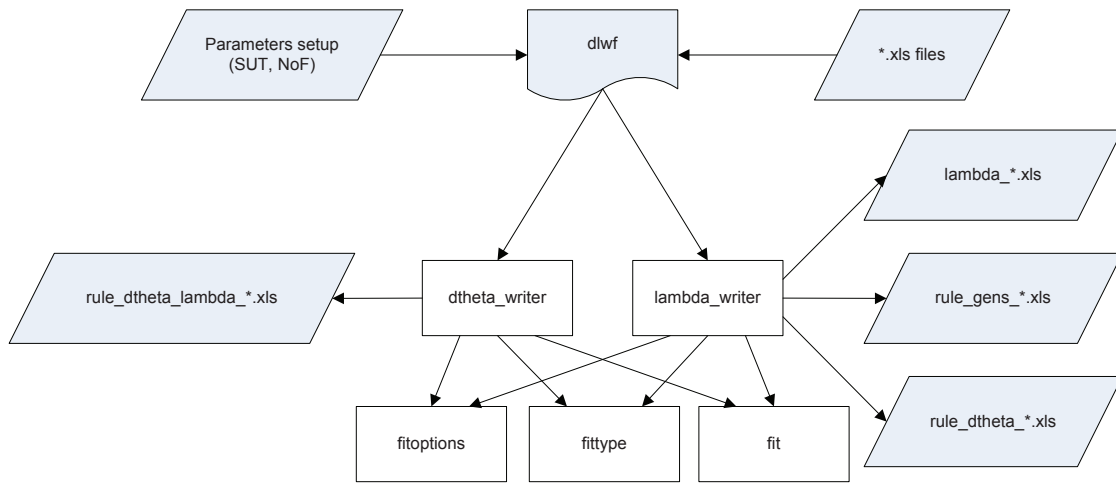 Parameters setup
(SUT, NoF)
dlwf
*.xls files
lambda_*.xls
rule_dtheta_lambda_*.xls
dtheta_writer
lambda_writer
rule_gens_*.xls
fitoptions
fittype
fit
rule_dtheta_*.xls